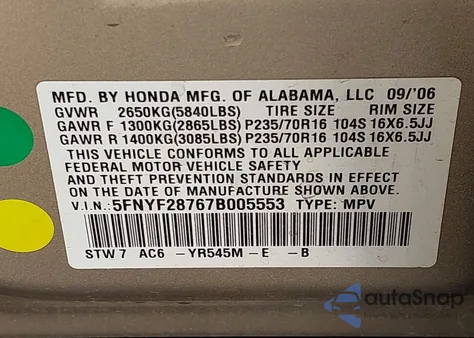 MFD. BY HONDA MFG. OF ALABAMA, LLC 09/'06
GVWR 2650KG(5840LBS) TIRE SIZE RIM SIZE
GAWR F 1300KG(2865LBS) P235/70R16 104S 16X6.5JJ
GAWR R 1400KG(3085LBS) P235/70R16 104S 16X6.5JJ
THIS VEHICLE CONFORMS TO ALL APPLICABLE
FEDERAL MOTOR VEHICLE SAFETY
AND THEFT PREVENTION STANDARDS IN EFFECT
ON THE DATE OF MANUFACTURE SHOWN ABOVE.
V.I.N.: 5FNYF28767B005553 TYPE: MPV
STW7 AC6 -YR545M-E -B
autoSnap